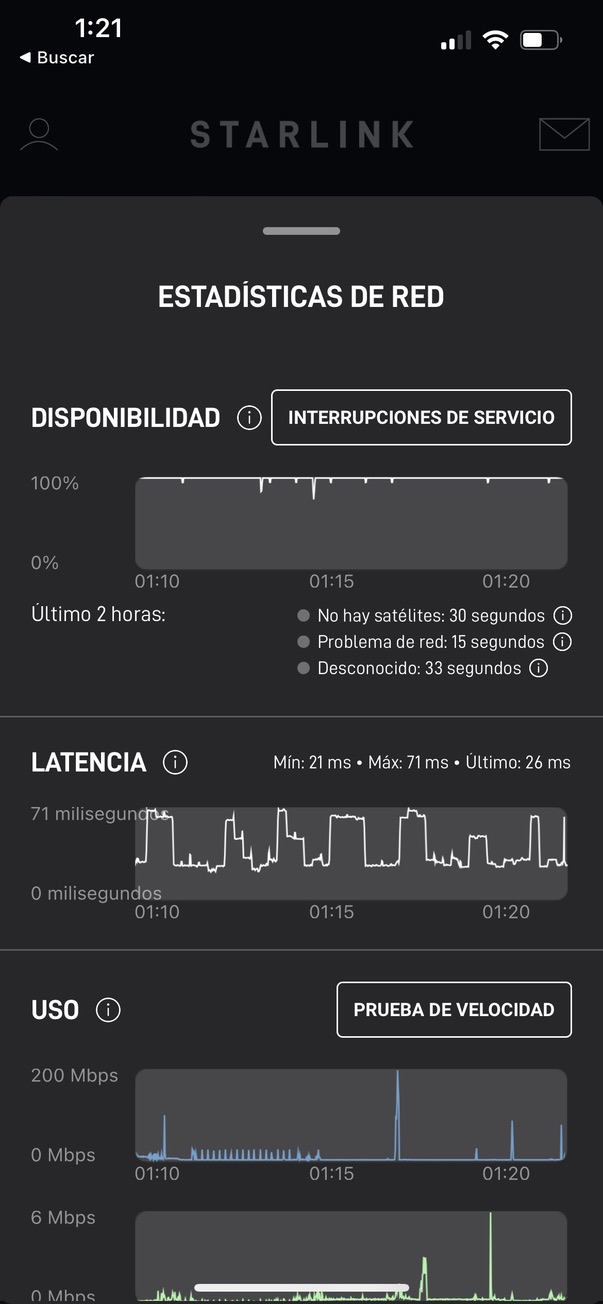 1:21
◀ Buscar
STARLINK
ESTADÍSTICAS DE RED
DISPONIBILIDAD
INTERRUPCIONES DE SERVICIO
100%
0%
01:10 01:15 01:20
Último 2 horas:
No hay satélites: 30 segundos
Problema de red: 15 segundos
Desconocido: 33 segundos
LATENCIA
Mín: 21 ms • Máx: 71 ms • Último: 26 ms
71 milisegundos
0 milisegundos
01:10 01:15 01:20
USO
PRUEBA DE VELOCIDAD
200 Mbps
0 Mbps
01:10 01:15 01:20
6 Mbps
0 Mbps